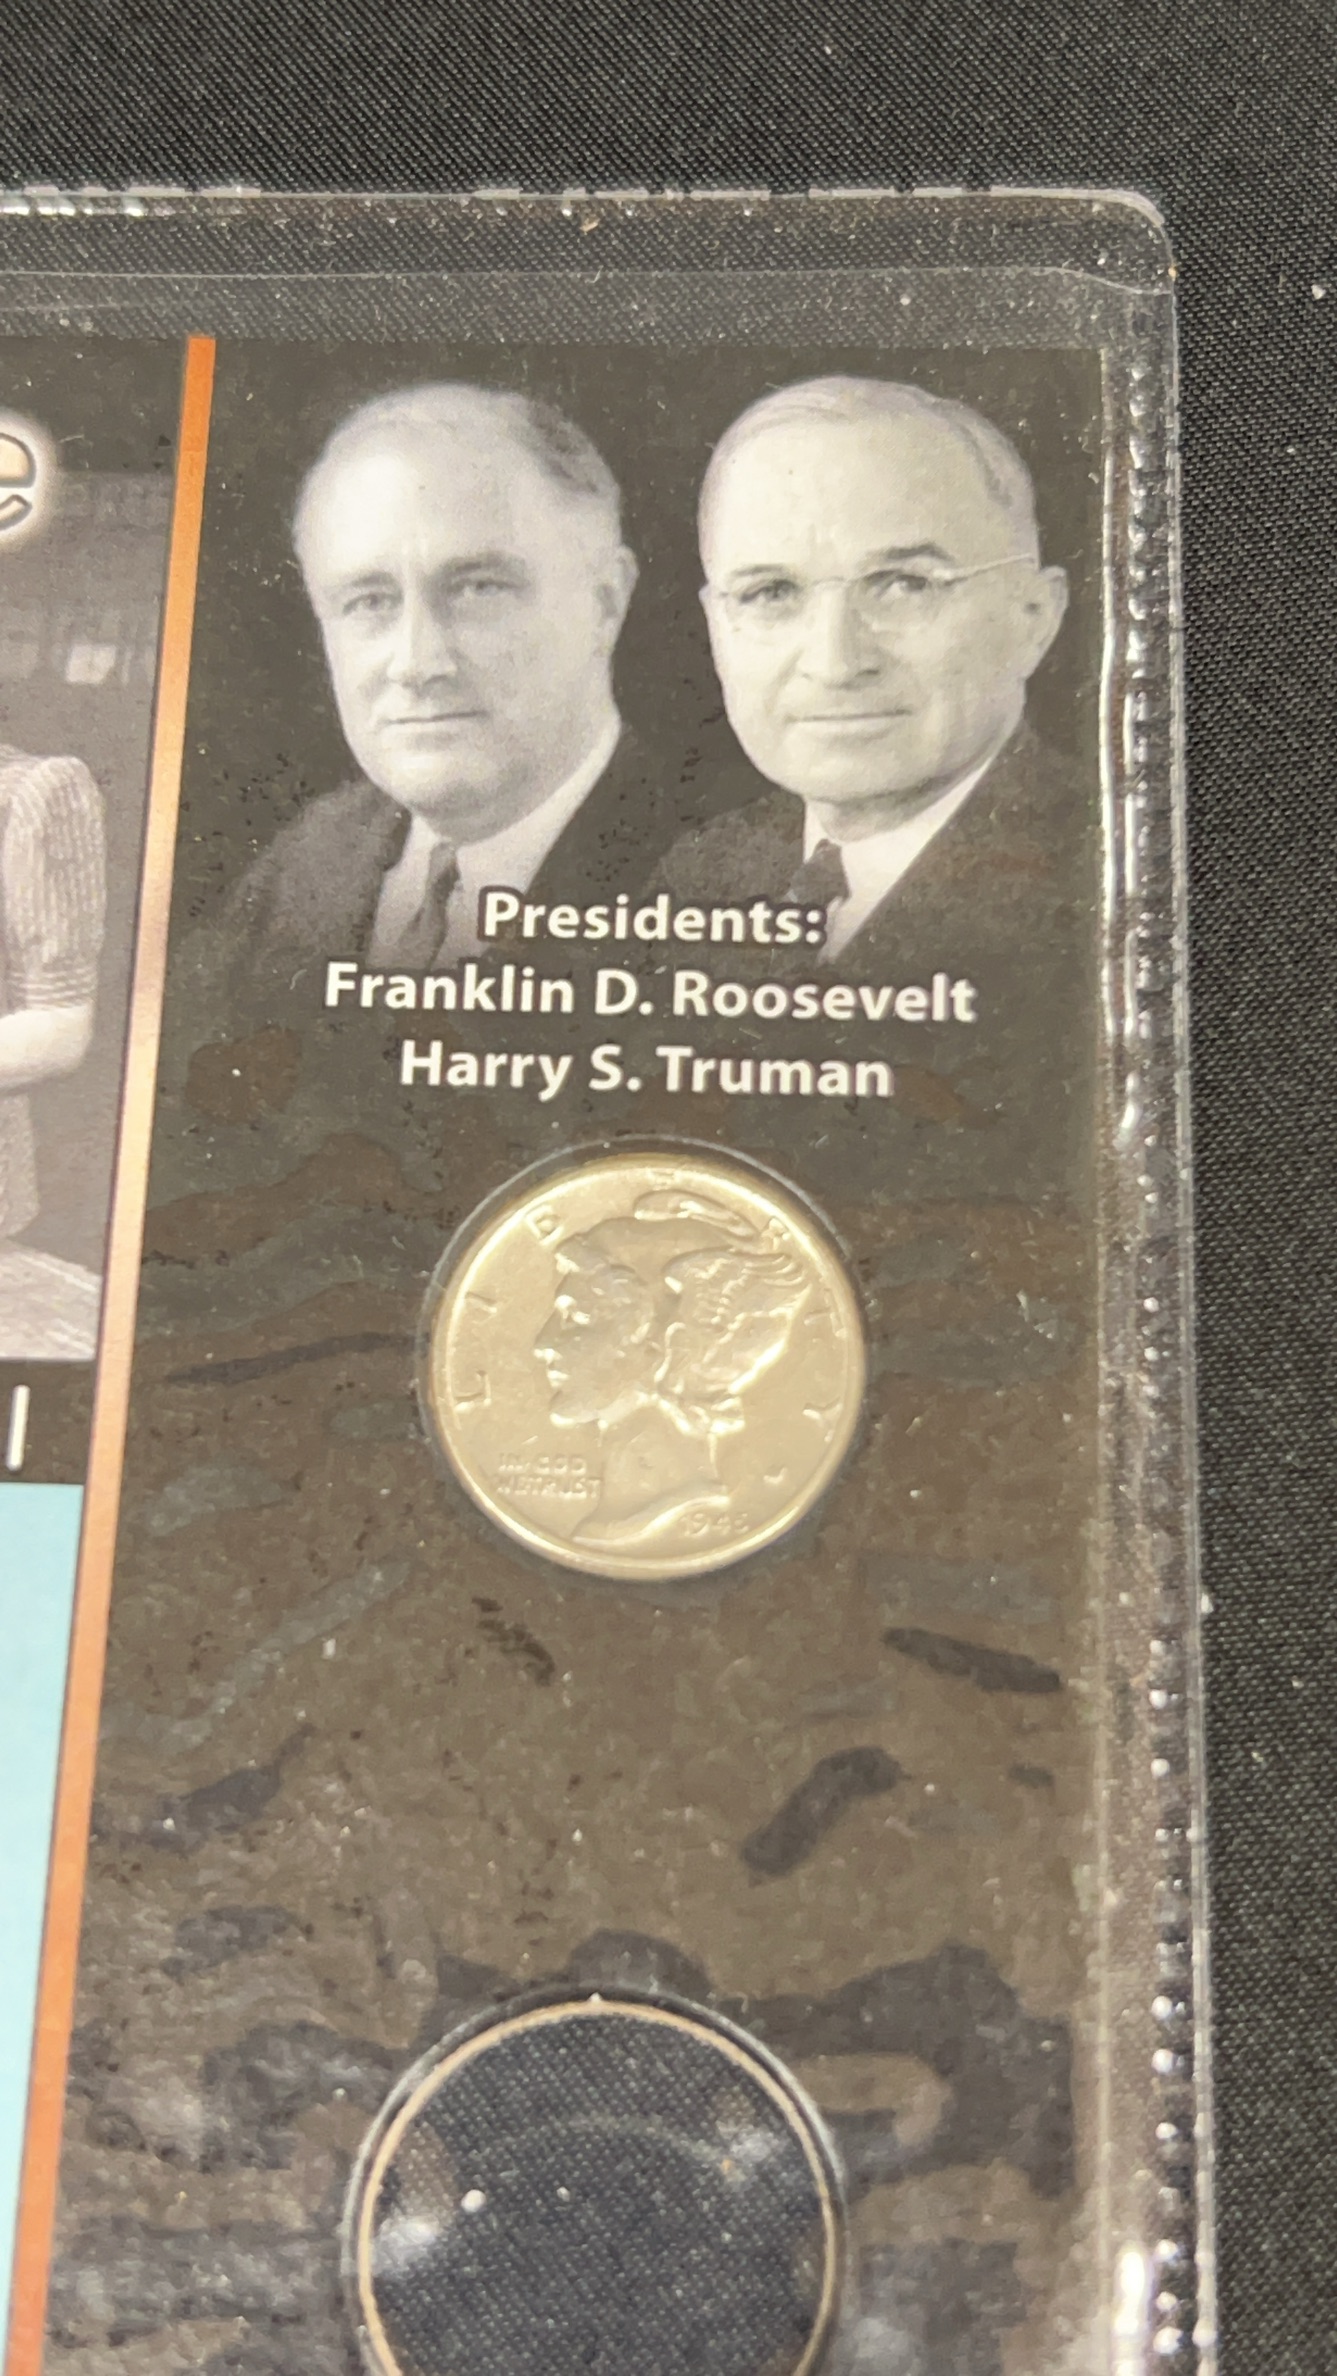 e
Presidents:
Franklin D. Roosevelt
Harry S. Truman
LIBERTY
IN GOD
WE TRUST